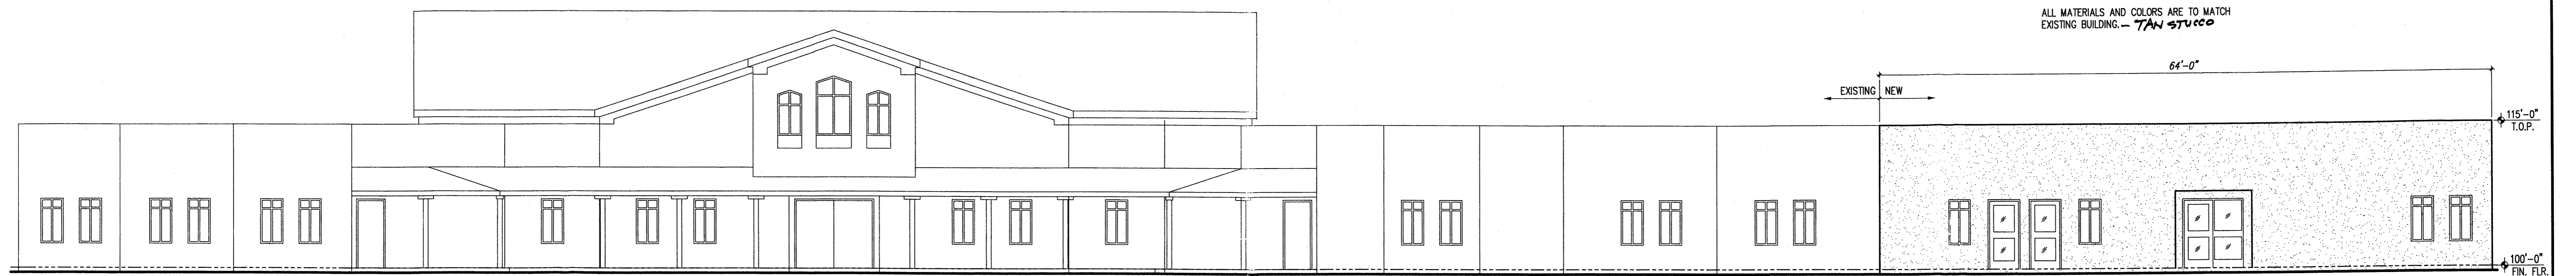 ALL MATERIALS AND COLORS ARE TO MATCH
EXISTING BUILDING. – TAN STUCCO
64'-0"
EXISTING NEW
115'-0"
T.O.P.
100'-0"
FIN. FLR.